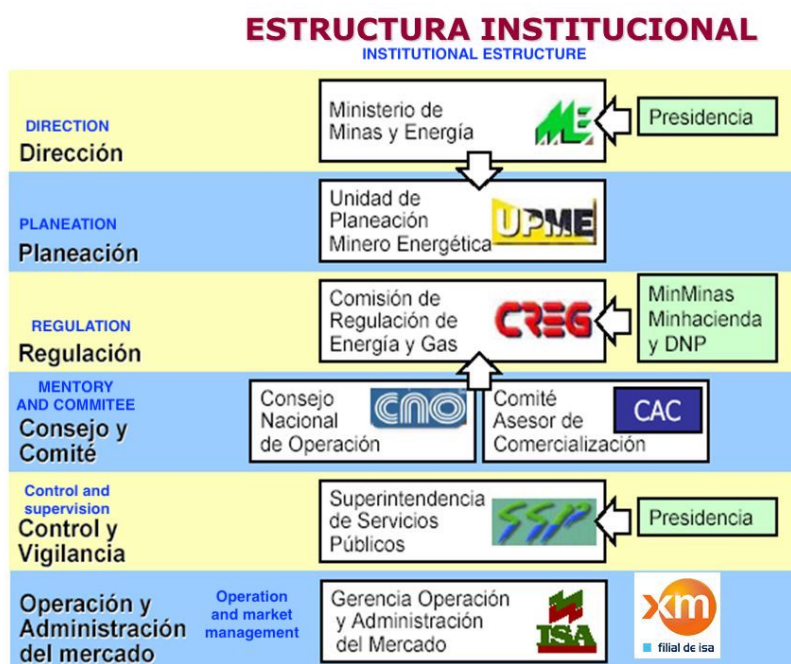 ESTRUCTURA INSTITUCIONAL
INSTITUTIONAL ESTRUCTURE
DIRECTION
Dirección
Ministerio de
Minas y Energía
ME
Presidencia
PLANEATION
Planeación
Unidad de
Planeación
Minero Energética
UPME
REGULATION
Regulación
Comisión de
Regulación de
Energía y Gas
CREG
MinMinas
Minhacienda
y DNP
MENTORY
AND COMMITEE
Consejo y
Comité
Consejo
Nacional
de Operación
cno
Comité
Asesor de
Comercialización
CAC
Control and
supervision
Control y
Vigilancia
Superintendencia
de Servicios
Públicos
SSP
Presidencia
Operación y
Administración
del mercado
Operation
and market
management
Gerencia Operación
y Administración
del Mercado
ISA
xm
filial de isa